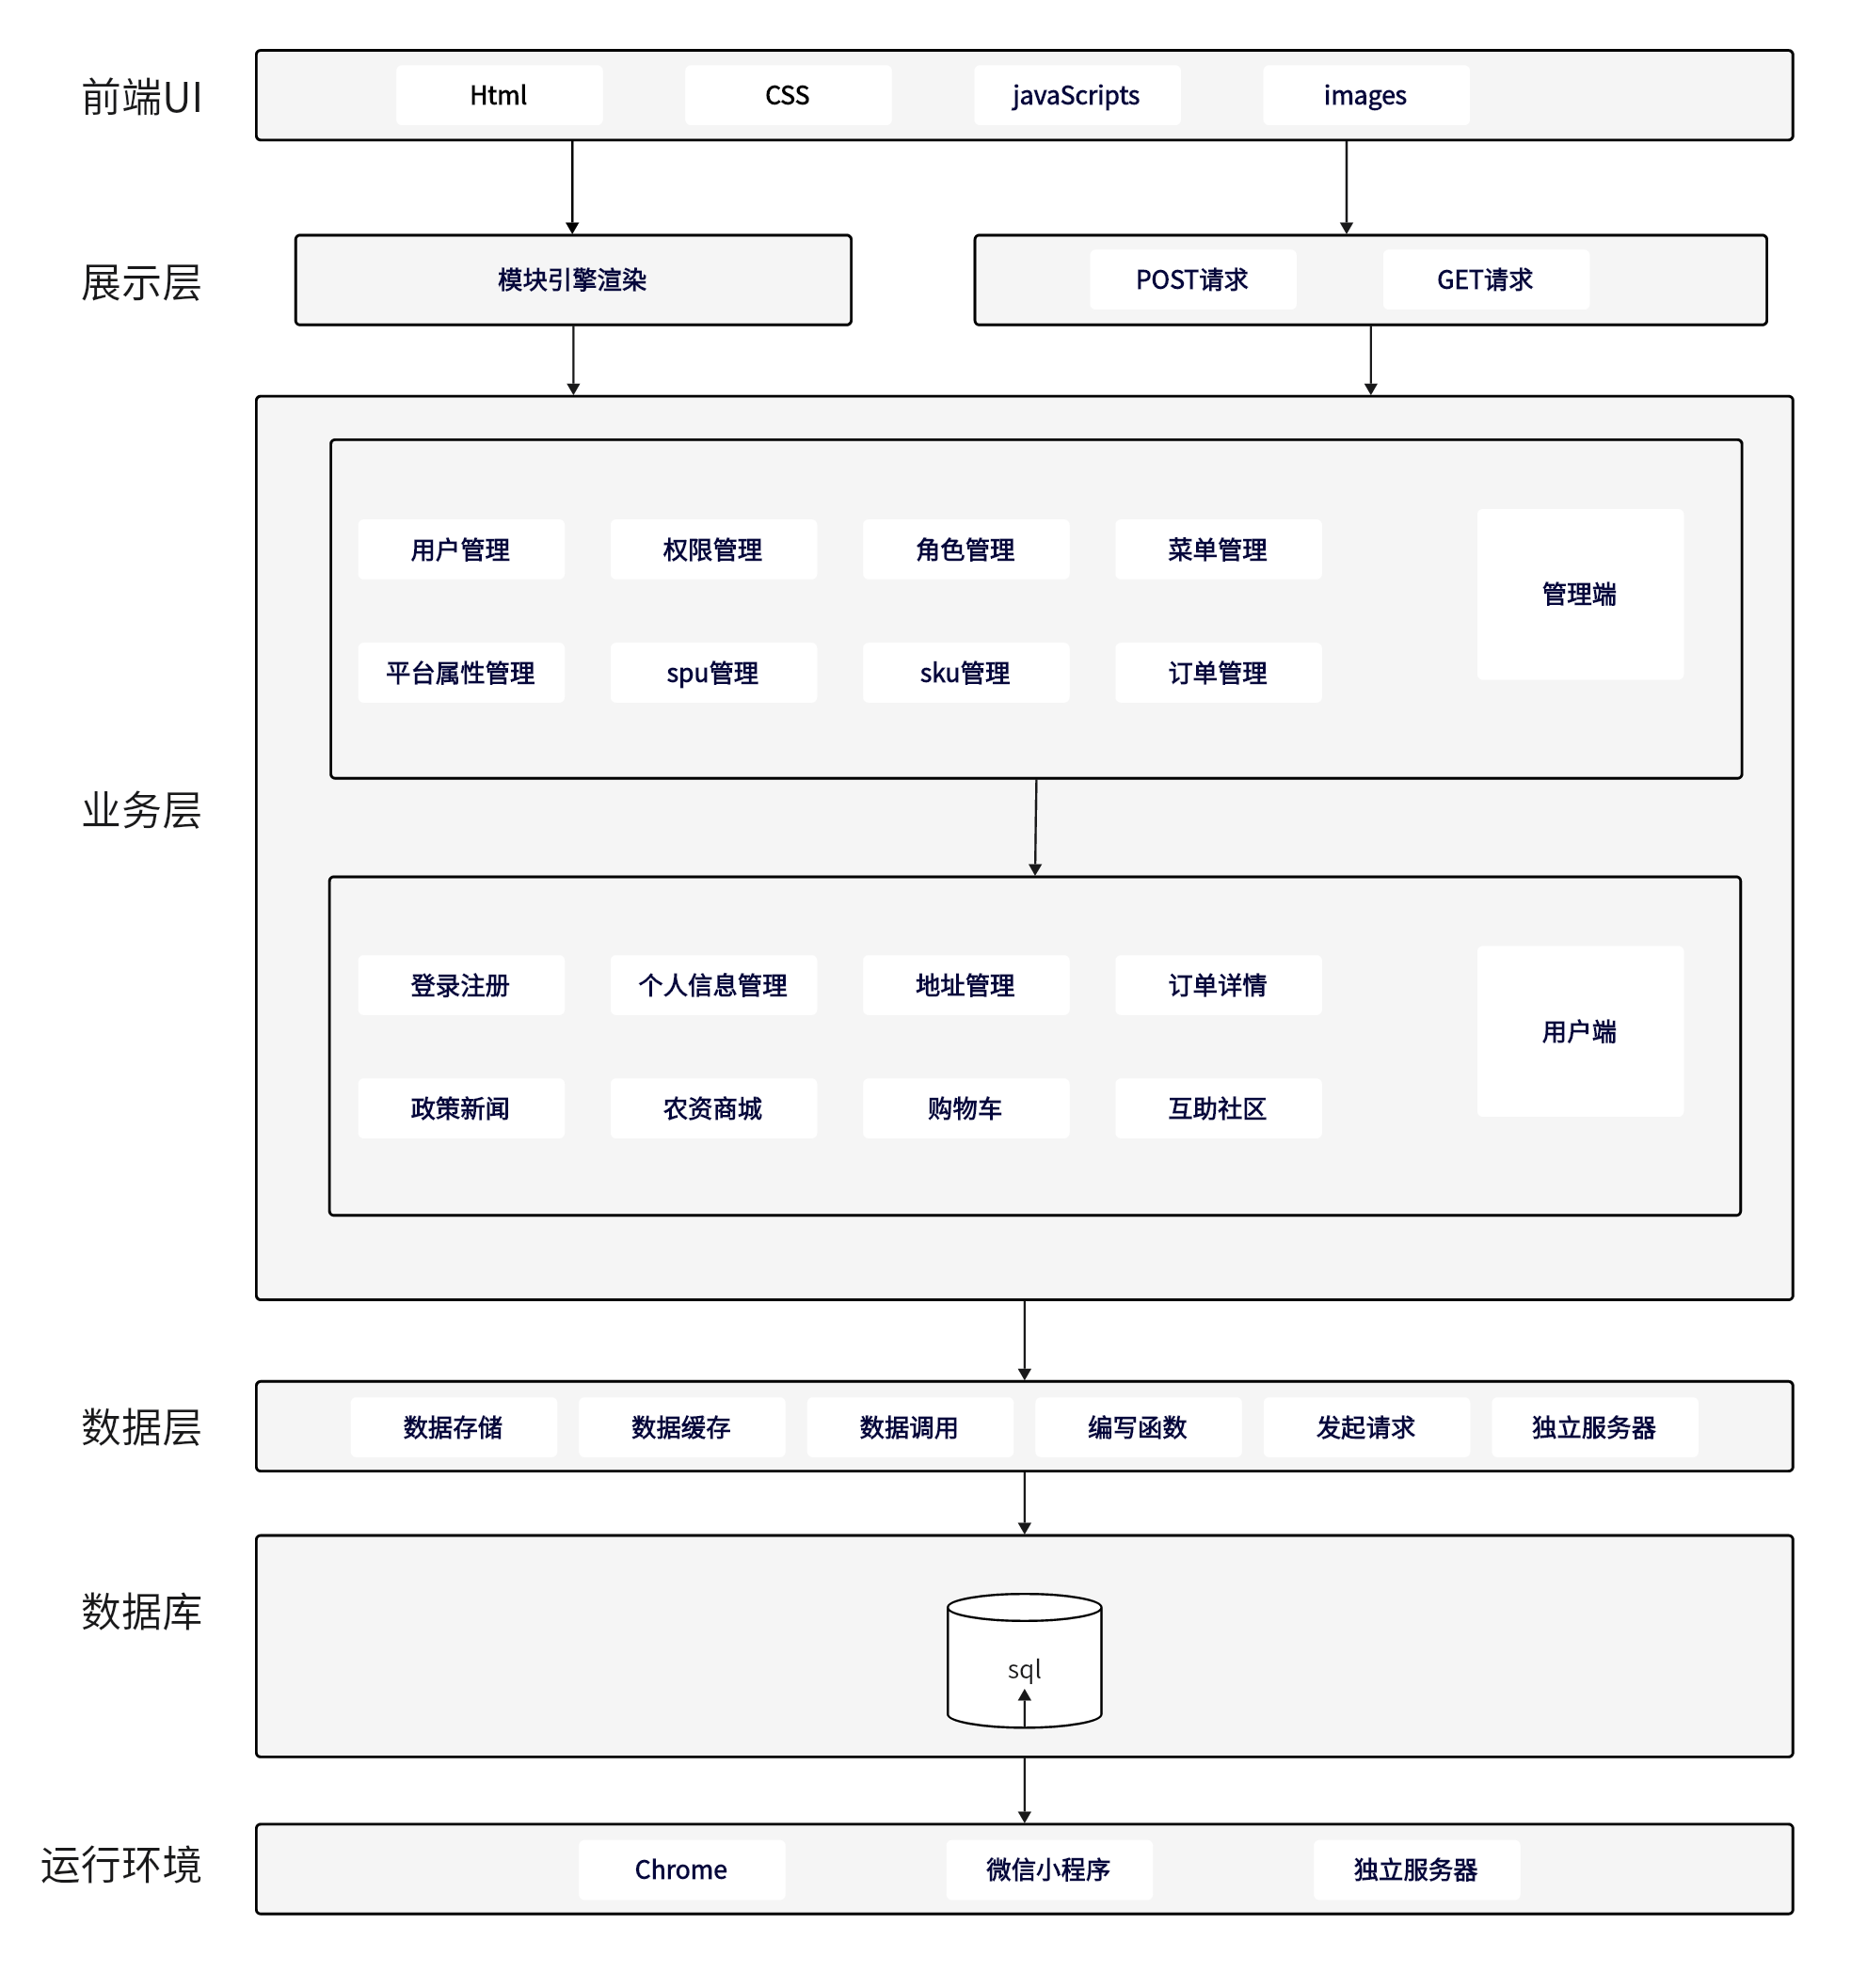 前端UI
Html
CSS
javaScripts
images
展示层
模块引擎渲染
POST请求
GET请求
业务层
用户管理
权限管理
角色管理
菜单管理
管理端
平台属性管理
spu管理
sku管理
订单管理
登录注册
个人信息管理
地址管理
订单详情
用户端
政策新闻
农资商城
购物车
互助社区
数据层
数据存储
数据缓存
数据调用
编写函数
发起请求
独立服务器
数据库
sql
运行环境
Chrome
微信小程序
独立服务器